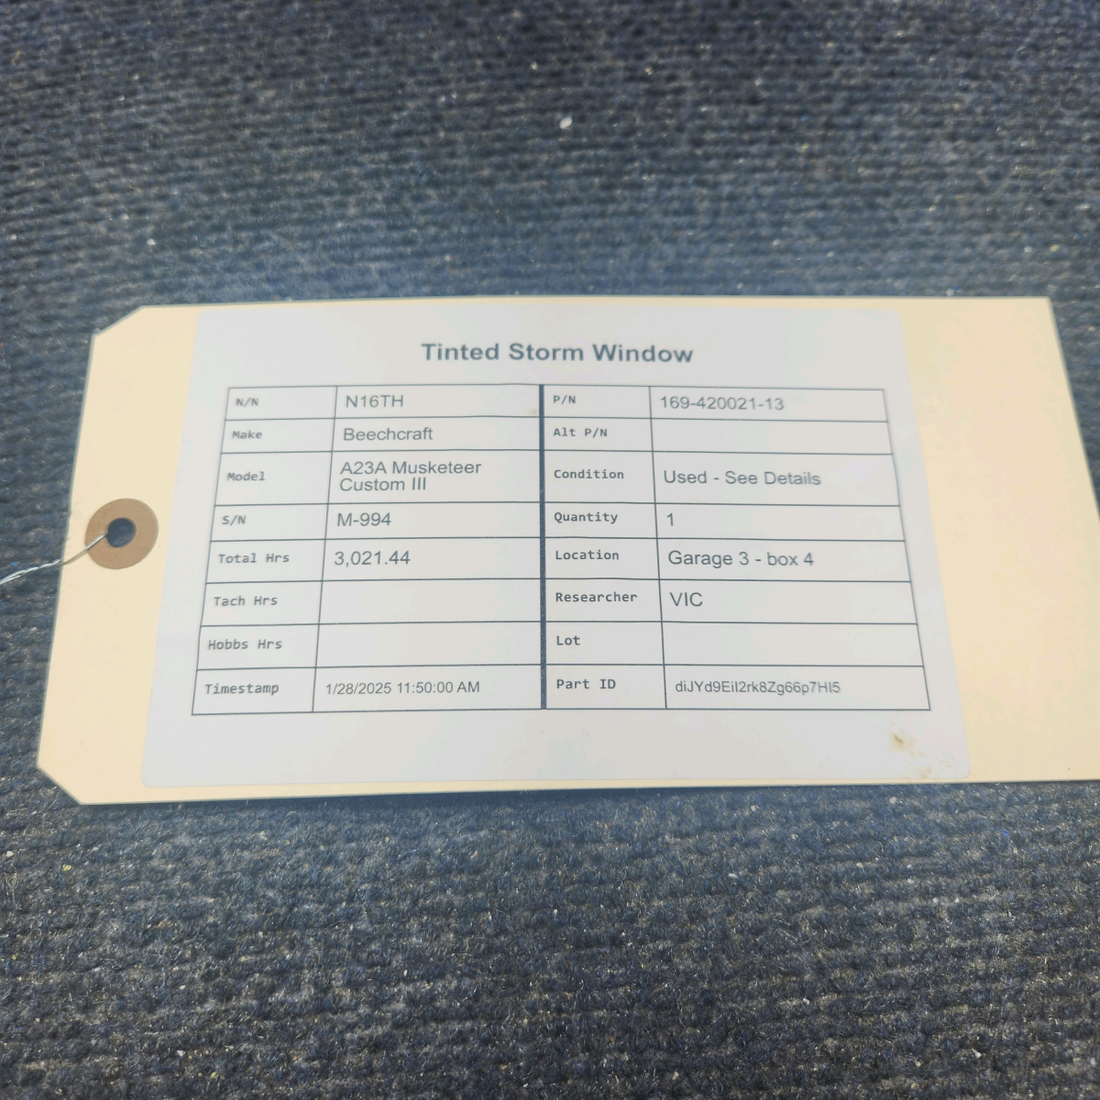 Tinted Storm Window
N/N N16TH P/N 169-420021-13
Make Beechcraft Alt P/N
Model A23A Musketeer Custom III Condition Used - See Details
S/N M-994 Quantity 1
Total Hrs 3,021.44 Location Garage 3 - box 4
Tach Hrs Researcher VIC
Hobbs Hrs Lot
Timestamp 1/28/2025 11:50:00 AM Part ID diJYd9EiI2rk8Zg66p7HI5